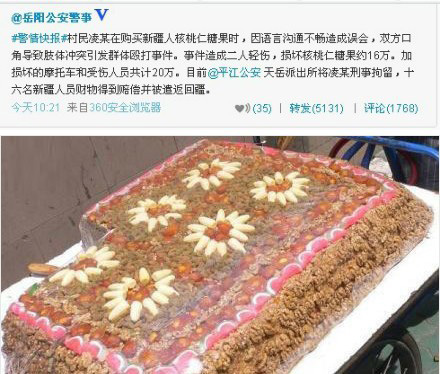 @岳阳公安警事
#警情快报#村民凌某在购买新疆人核桃仁糖果时，因语言沟通不畅造成误会，双方口
角导致肢体冲突引发群体殴打事件。事件造成二人轻伤，损坏核桃仁糖果约16万。加
损坏的摩托车和受伤人员共计20万。目前@平江公安 天岳派出所将凌某刑事拘留，十
六名新疆人员财物得到赔偿并被遣返回疆。
今天10:21 来自360安全浏览器 (35) | 转发(5131) | 评论(1768)